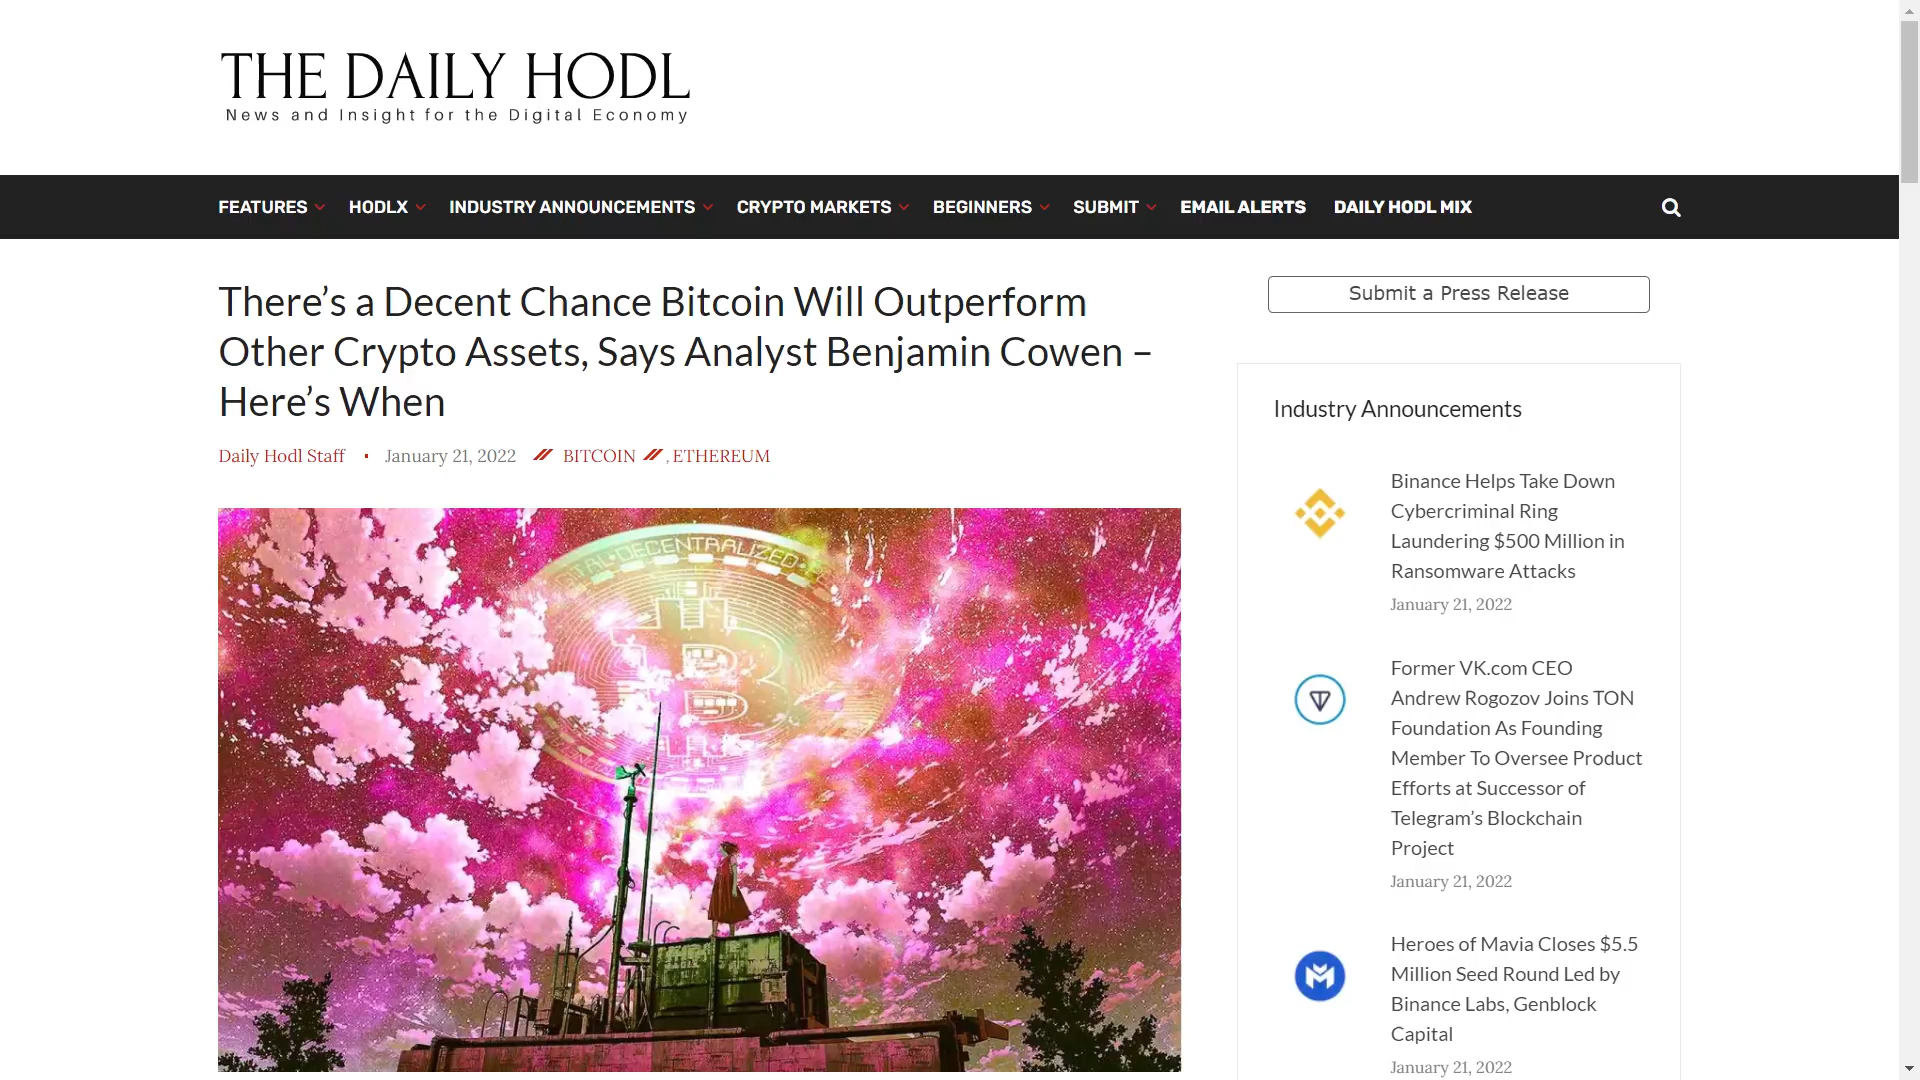 THE DAILY HODL
News and Insight for the Digital Economy
FEATURES HODLX INDUSTRY ANNOUNCEMENTS CRYPTO MARKETS BEGINNERS SUBMIT EMAIL ALERTS DAILY HODL MIX
There’s a Decent Chance Bitcoin Will Outperform
Other Crypto Assets, Says Analyst Benjamin Cowen –
Here’s When
Daily Hodl Staff • January 21, 2022 BITCOIN , ETHEREUM
DECENTRALIZED
Submit a Press Release
Industry Announcements
Binance Helps Take Down
Cybercriminal Ring
Laundering $500 Million in
Ransomware Attacks
January 21, 2022
Former VK.com CEO
Andrew Rogozov Joins TON
Foundation As Founding
Member To Oversee Product
Efforts at Successor of
Telegram’s Blockchain
Project
January 21, 2022
Heroes of Mavia Closes $5.5
Million Seed Round Led by
Binance Labs, Genblock
Capital
January 21, 2022